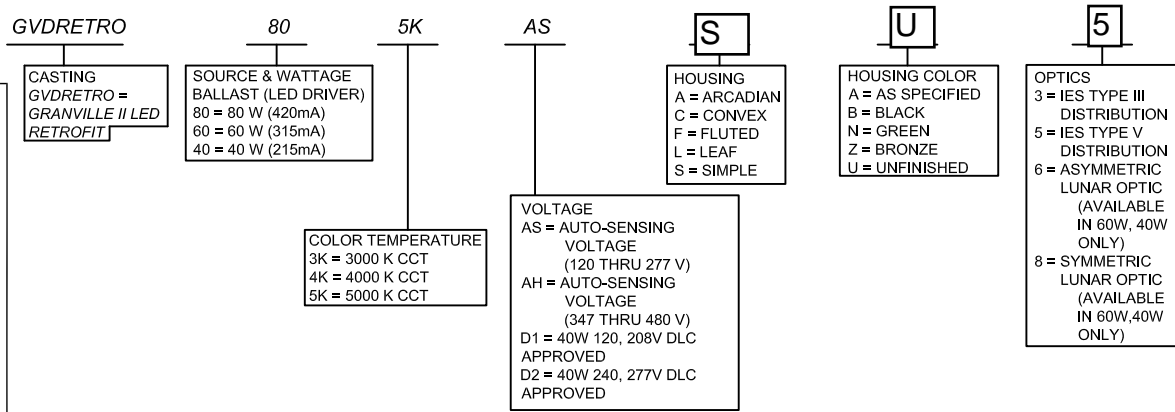 GVDRETRO 80 5K AS S U 5
CASTING
GVDRETRO =
GRANVILLE II LED
RETROFIT
SOURCE & WATTAGE
BALLAST (LED DRIVER)
80 = 80 W (420mA)
60 = 60 W (315mA)
40 = 40 W (215mA)
COLOR TEMPERATURE
3K = 3000 K CCT
4K = 4000 K CCT
5K = 5000 K CCT
VOLTAGE
AS = AUTO-SENSING
VOLTAGE
(120 THRU 277 V)
AH = AUTO-SENSING
VOLTAGE
(347 THRU 480 V)
D1 = 40W 120, 208V DLC
APPROVED
D2 = 40W 240, 277V DLC
APPROVED
HOUSING
A = ARCADIAN
C = CONVEX
F = FLUTED
L = LEAF
S = SIMPLE
HOUSING COLOR
A = AS SPECIFIED
B = BLACK
N = GREEN
Z = BRONZE
U = UNFINISHED
OPTICS
3 = IES TYPE III
DISTRIBUTION
5 = IES TYPE V
DISTRIBUTION
6 = ASYMMETRIC
LUNAR OPTIC
(AVAILABLE
IN 60W, 40W
ONLY)
8 = SYMMETRIC
LUNAR OPTIC
(AVAILABLE
IN 60W,40W
ONLY)